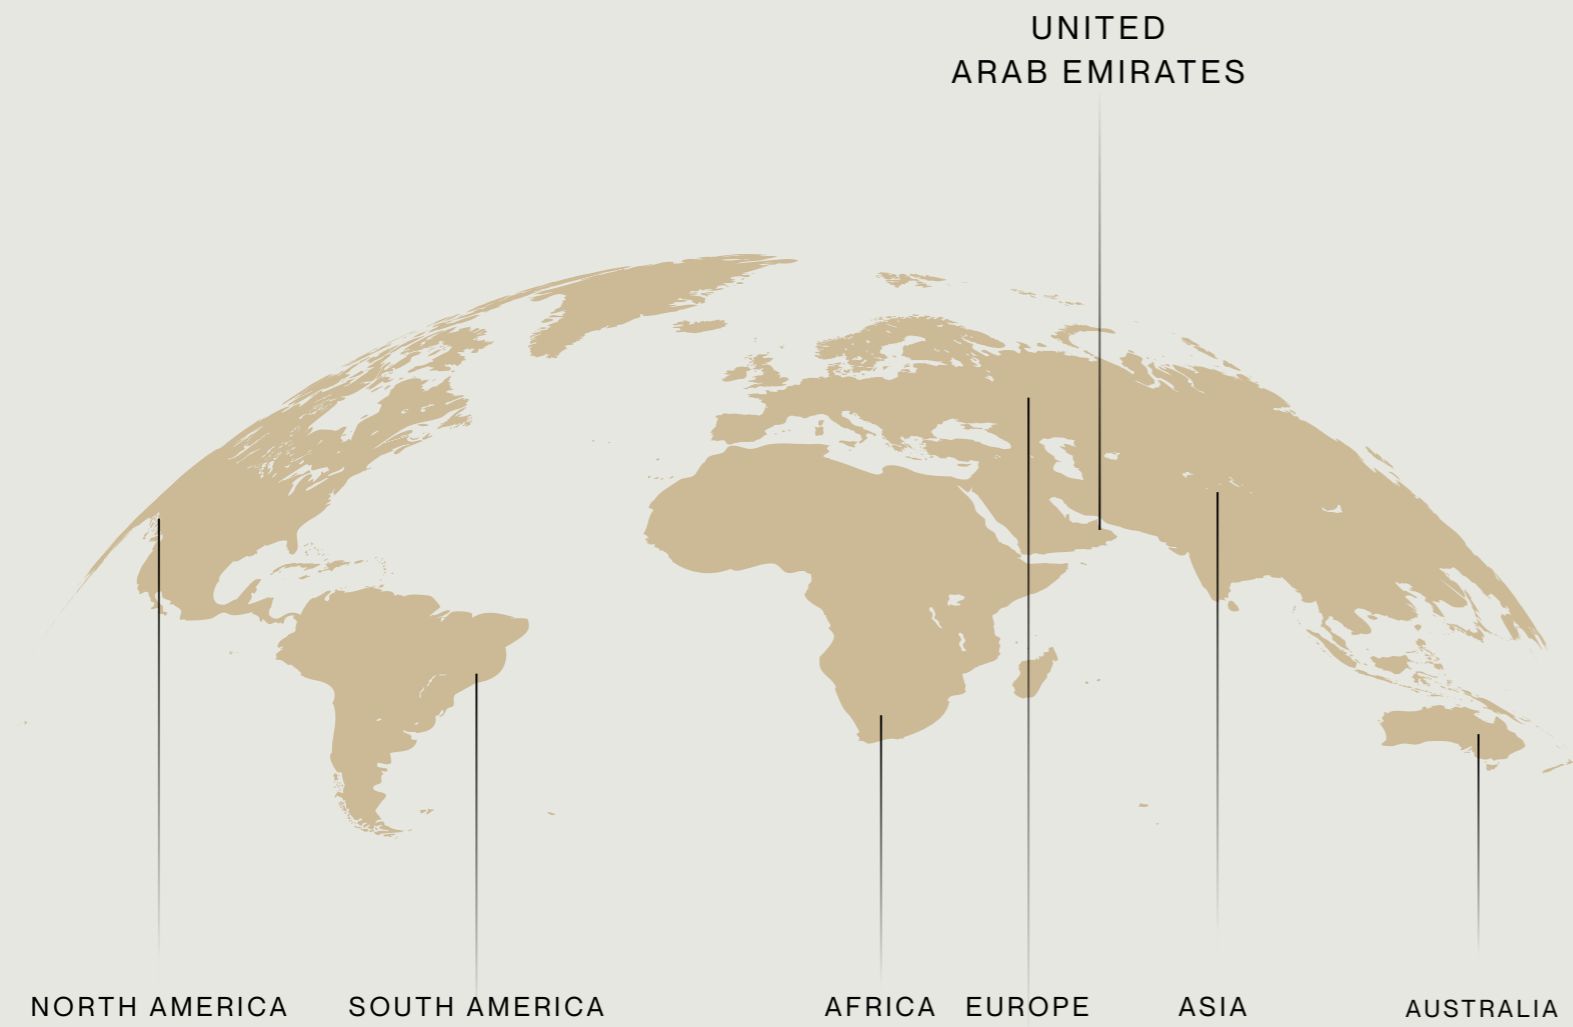 UNITED
ARAB EMIRATES
NORTH AMERICA
SOUTH AMERICA
AFRICA
EUROPE
ASIA
AUSTRALIA